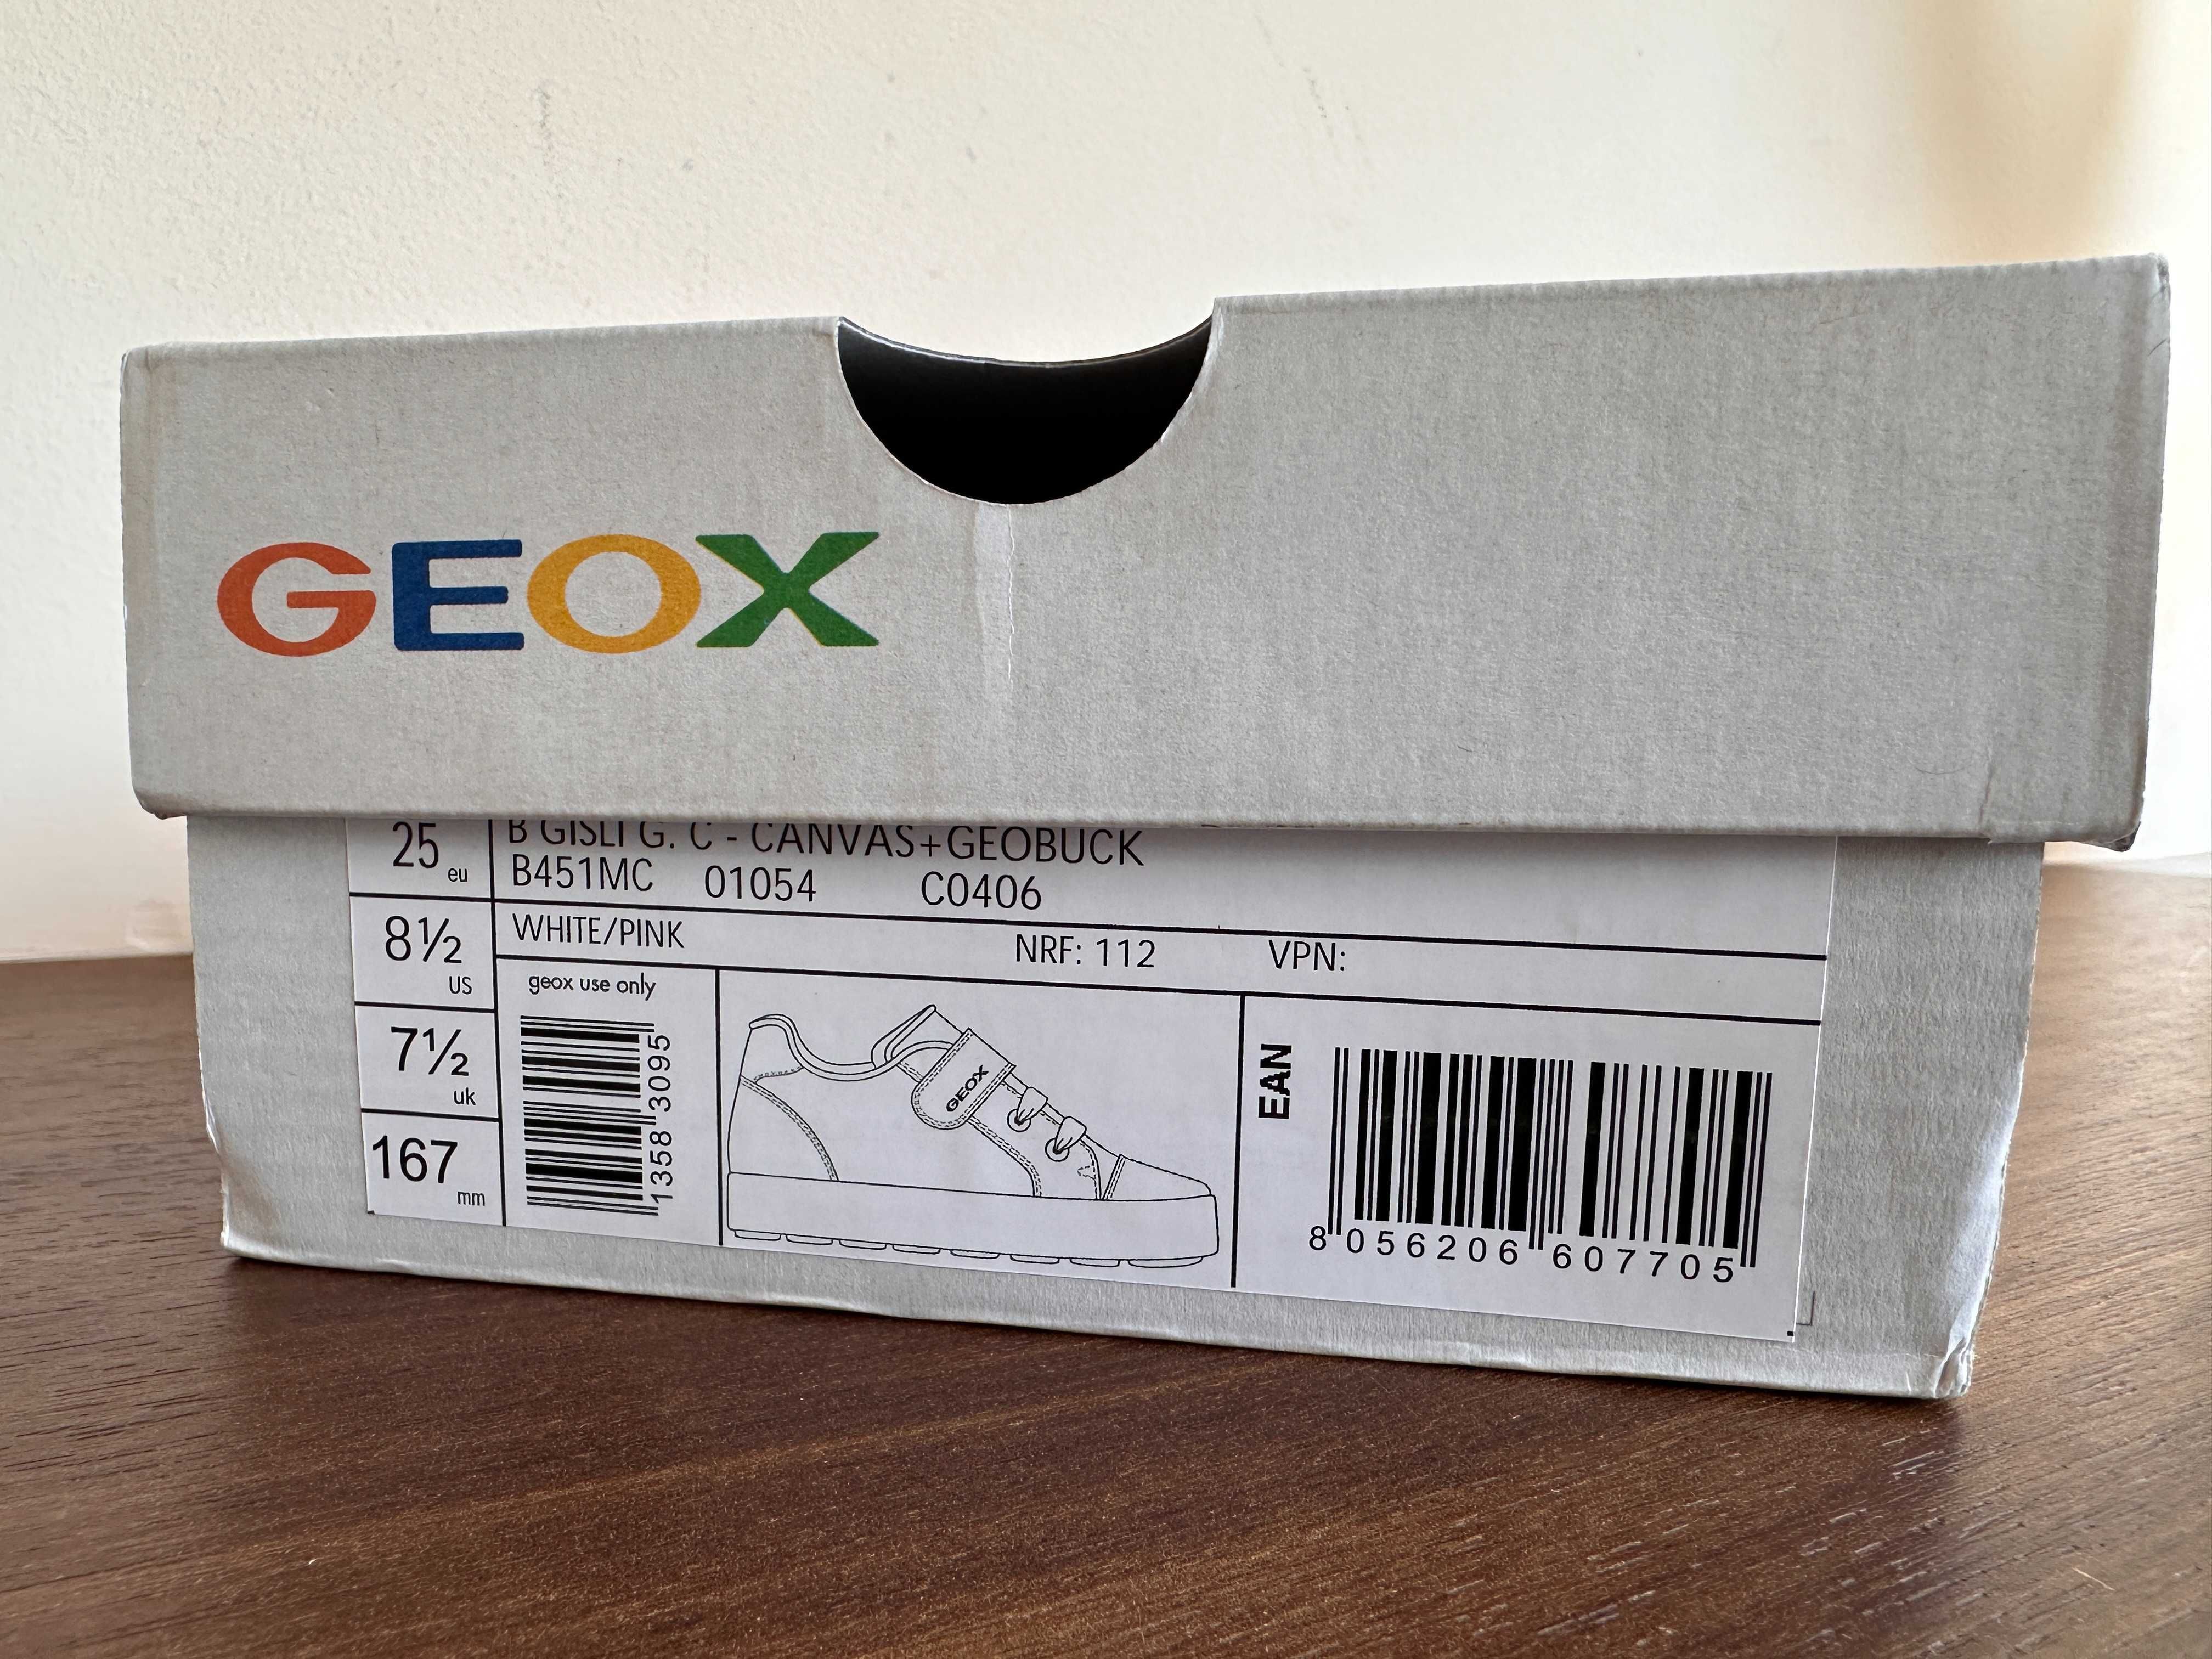 GEOX
25 eu
B GISLI G. C - CANVAS+GEOBUCK
B451MC 01054 C0406
8½ US
WHITE/PINK NRF: 112 VPN:
7½ uk
167 mm
geox use only
1358 3095
GEOX
EAN
8 056206 607705